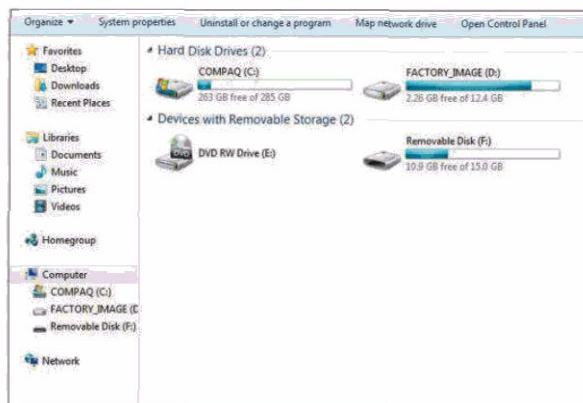 Organize System properties Uninstall or change a program Map network drive Open Control Panel
Favorites
Desktop
Downloads
Recent Places
Libraries
Documents
Music
Pictures
Videos
Homegroup
Computer
COMPAQ (C:)
FACTORY_IMAGE (D
Removable Disk (F:)
Network
Hard Disk Drives (2)
COMPAQ (C:)
263 GB free of 285 GB
FACTORY_IMAGE (D:)
2.26 GB free of 12.4 GB
Devices with Removable Storage (2)
DVD
DVD RW Drive (E:)
Removable Disk (F:)
10.9 GB free of 15.0 GB